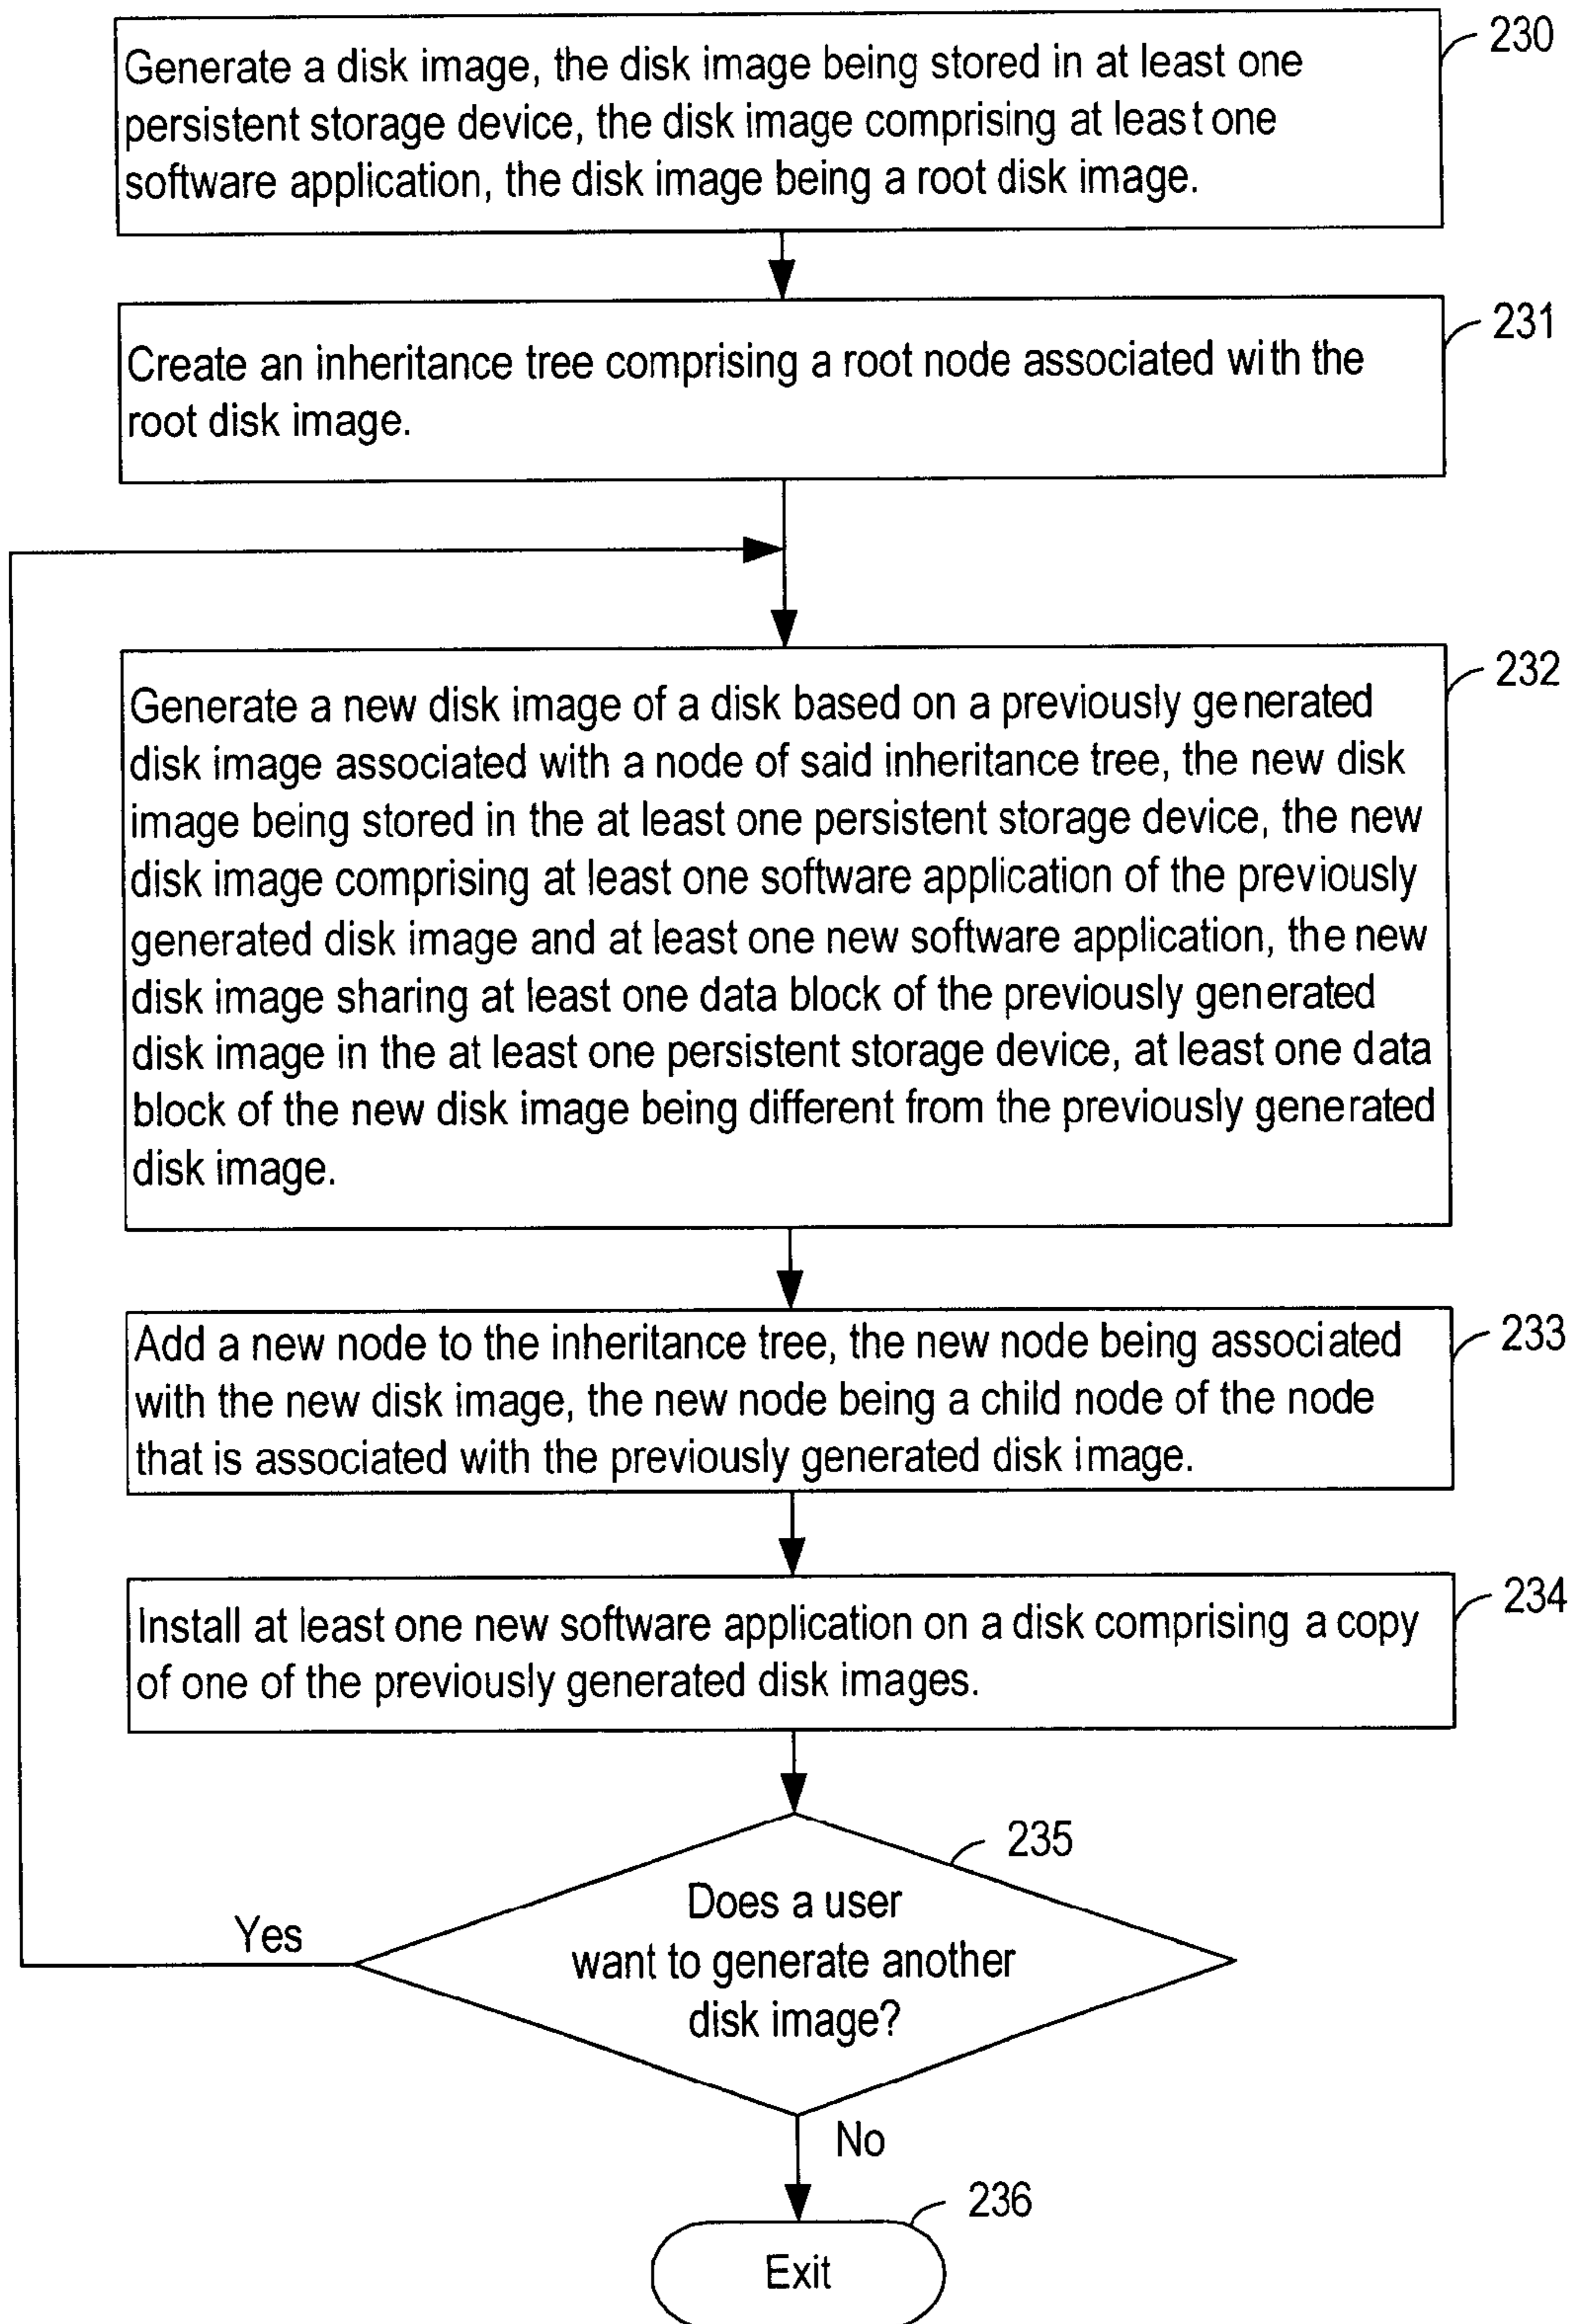 230
Generate a disk image, the disk image being stored in at least one
persistent storage device, the disk image comprising at least one
software application, the disk image being a root disk image.
231
Create an inheritance tree comprising a root node associated with the
root disk image.
232
Generate a new disk image of a disk based on a previously generated
disk image associated with a node of said inheritance tree, the new disk
image being stored in the at least one persistent storage device, the new
disk image comprising at least one software application of the previously
generated disk image and at least one new software application, the new
disk image sharing at least one data block of the previously generated
disk image in the at least one persistent storage device, at least one data
block of the new disk image being different from the previously generated
disk image.
233
Add a new node to the inheritance tree, the new node being associated
with the new disk image, the new node being a child node of the node
that is associated with the previously generated disk image.
234
Install at least one new software application on a disk comprising a copy
of one of the previously generated disk images.
235
Does a user
want to generate another
disk image?
Yes
No
236
Exit